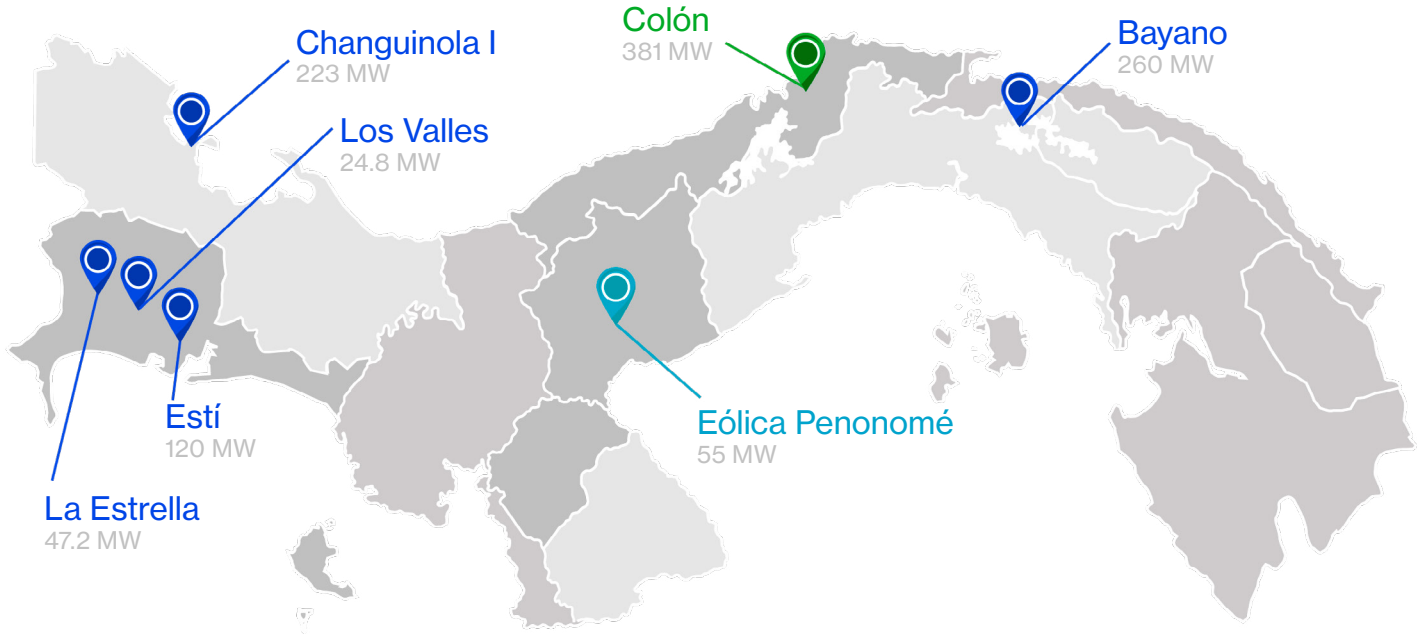 Changuinola I
223 MW
Los Valles
24.8 MW
Colón
381 MW
Bayano
260 MW
Estí
120 MW
La Estrella
47.2 MW
Eólica Penonomé
55 MW